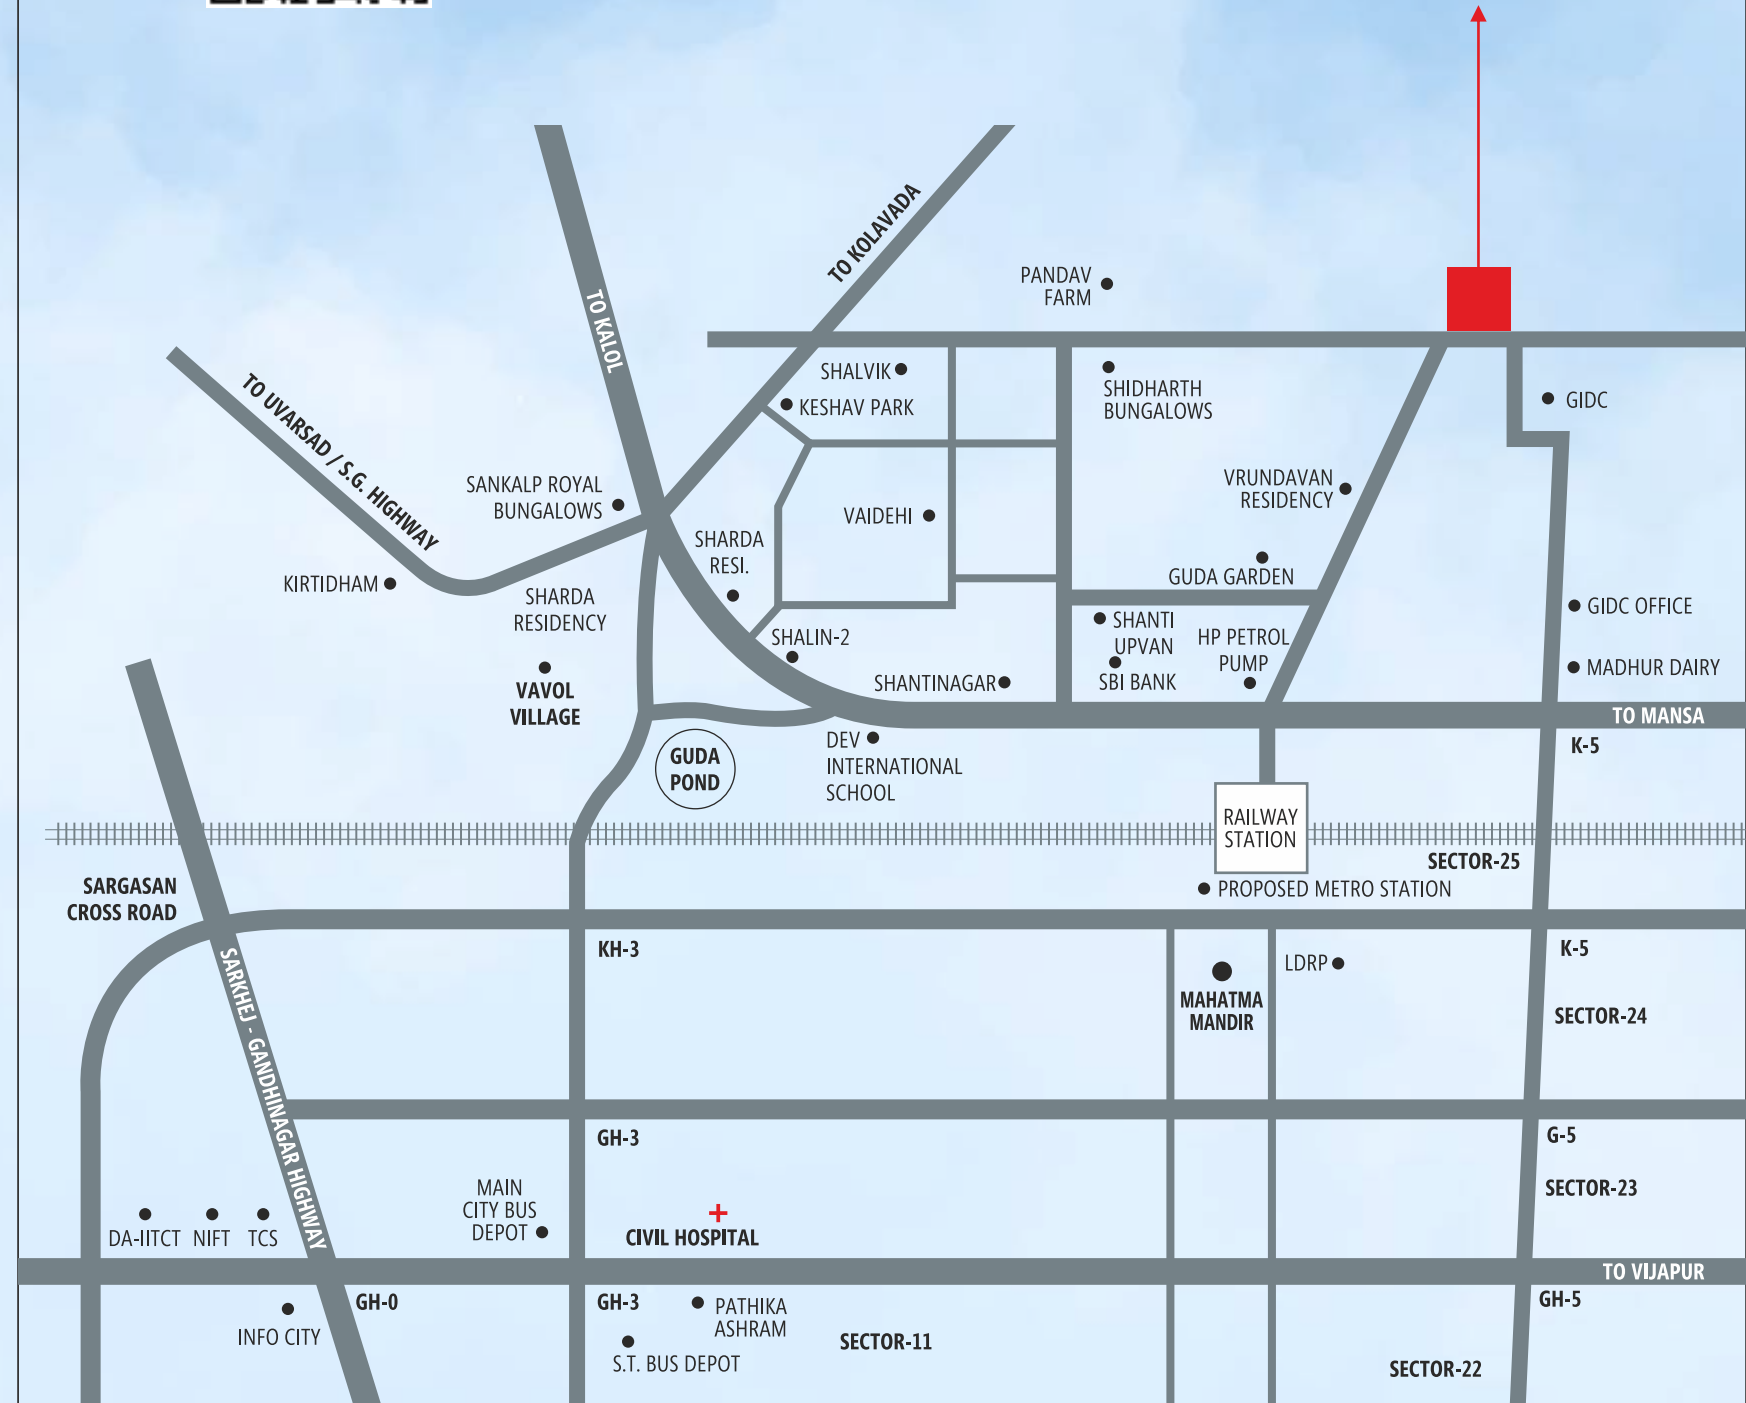 TO KALOL
TO KOLAVADA
PANDAV
FARM
TO UVARSAD / S.G. HIGHWAY
SHALVIK
KESHAV PARK
SHIDHARTH
BUNGALOWS
GIDC
SANKALP ROYAL
BUNGALOWS
VRUNDAVAN
RESIDENCY
VAIDEHI
SHARDA
RESI.
KIRTIDHAM
GUDA GARDEN
SHARDA
RESIDENCY
GIDC OFFICE
SHANTI
UPVAN
HP PETROL
PUMP
SHALIN-2
SBI BANK
MADHUR DAIRY
SHANTINAGAR
VAVOL
VILLAGE
TO MANSA
K-5
GUDA
POND
DEV
INTERNATIONAL
SCHOOL
RAILWAY
STATION
SECTOR-25
SARGASAN
CROSS ROAD
PROPOSED METRO STATION
KH-3
K-5
LDRP
MAHATMA
MANDIR
SECTOR-24
SARKHEJ - GANDHINAGAR HIGHWAY
GH-3
G-5
SECTOR-23
MAIN
CITY BUS
DEPOT
DA-IITCT
NIFT
TCS
CIVIL HOSPITAL
TO VIJAPUR
GH-0
GH-3
GH-5
PATHIKA
ASHRAM
INFO CITY
SECTOR-11
S.T. BUS DEPOT
SECTOR-22